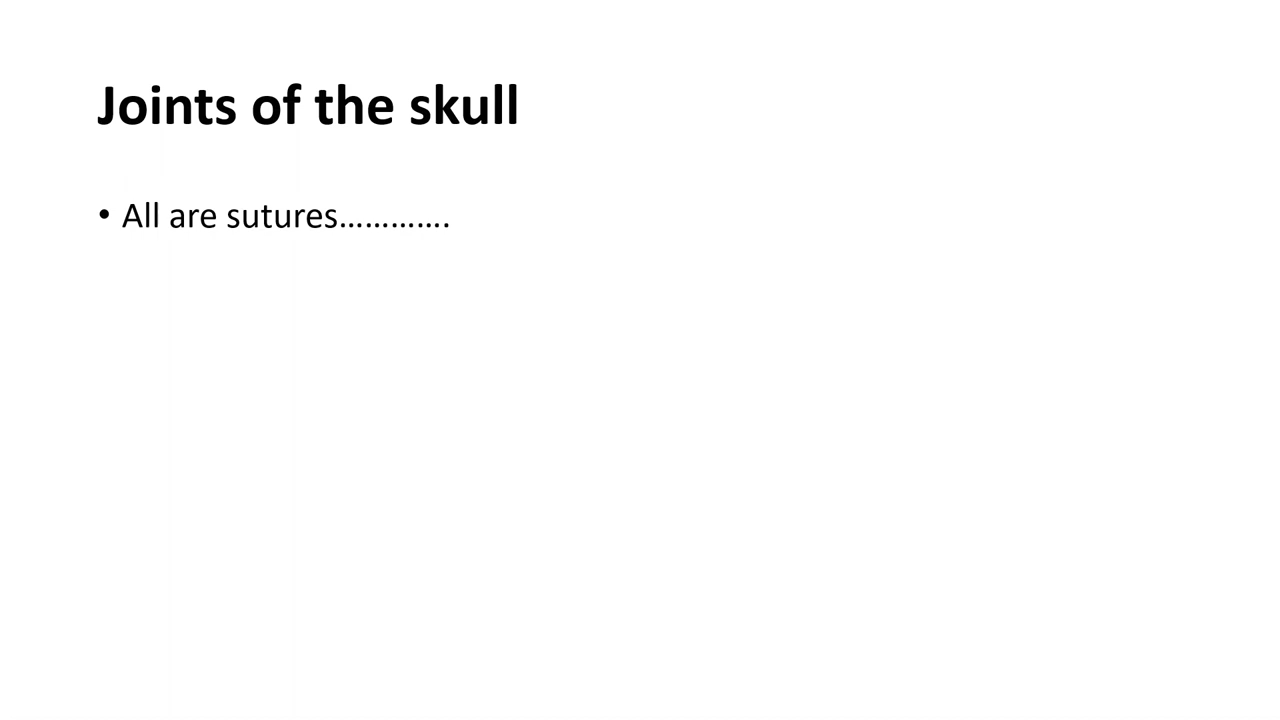 Joints of the skull
• All are sutures………….